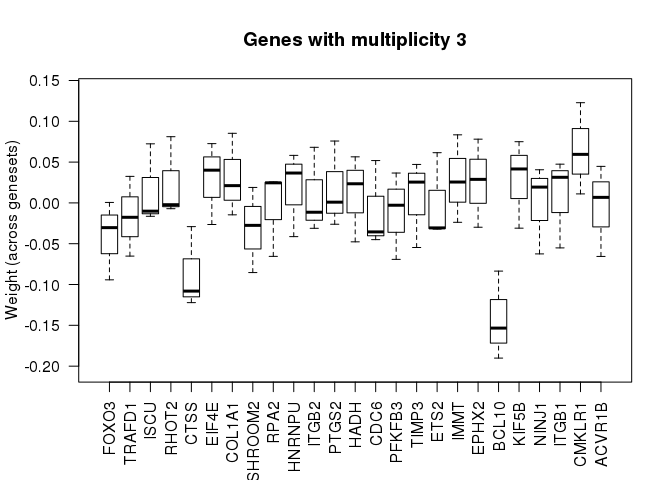 Genes with multiplicity 3
Weight (across genesets)
0.15
0.10
0.05
0.00
-0.05
-0.10
-0.15
-0.20
FOXO3
TRAFD1
ISCU
RHOT2
CTSS
EIF4E
COL1A1
SHROOM2
RPA2
HNRNPU
ITGB2
PTGS2
HADH
CDC6
PFKFB3
TIMP3
ETS2
IMMT
EPHX2
BCL10
KIF5B
NINJ1
ITGB1
CMKLR1
ACVR1B